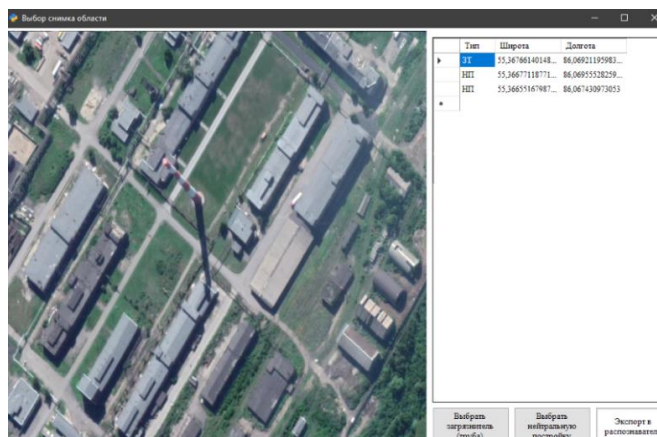 Выбор снимка области
Тип Широта Долгота
ЗТ 55,36766140148... 86,06921195983...
НП 55,36677118771... 86,06955528259...
НП 55,36655167987... 86,067430973053
Выбрать загрязнитель (труба)
Выбрать нейтральную постройку
Экспорт в распознавател